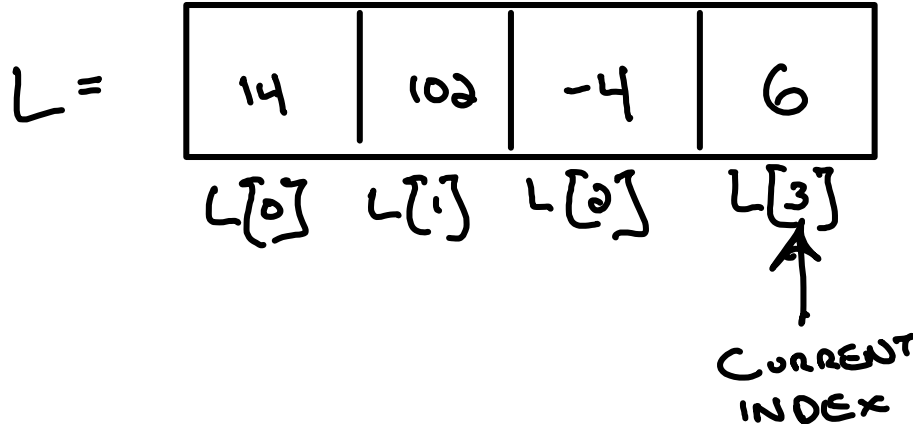 L = 14 102 -4 6
L[0] L[1] L[2] L[3]
CURRENT
INDEX